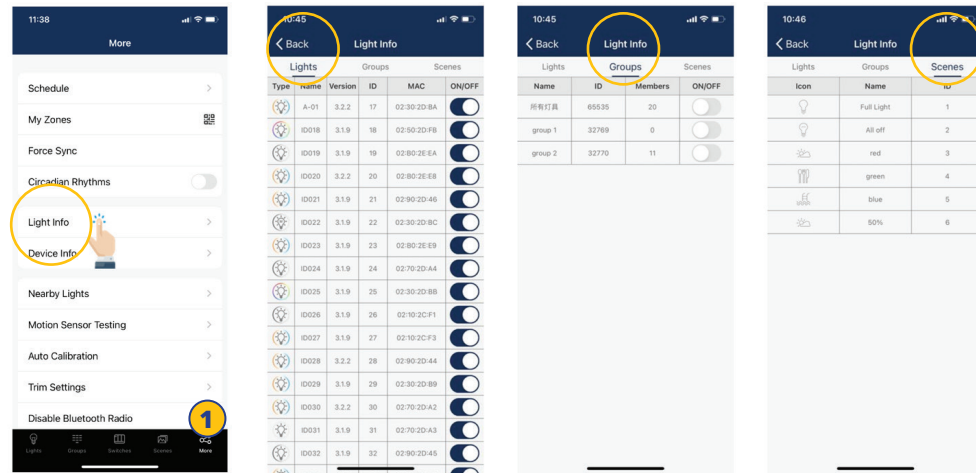 11:38
More
Schedule
My Zones
Force Sync
Circadian Rhythms
Light Info
Device Info
Nearby Lights
Motion Sensor Testing
Auto Calibration
Trim Settings
Disable Bluetooth Radio
1
Lights Groups Switches Scenes More
10:45
Back Light Info
Lights Groups Scenes
Type Name Version ID MAC ON/OFF
A-01 3.2.2 17 02:30:2D:BA
ID018 3.1.9 18 02:50:2D:FB
ID019 3.1.9 19 02:B0:2E:EA
ID020 3.2.2 20 02:B0:2E:E8
ID021 3.1.9 21 02:90:2D:46
ID022 3.1.9 22 02:30:2D:BC
ID023 3.1.9 23 02:B0:2E:E9
ID024 3.1.9 24 02:70:2D:A4
ID025 3.1.9 25 02:30:2D:BB
ID026 3.1.9 26 02:10:2C:F1
ID027 3.1.9 27 02:10:2C:F3
ID028 3.2.2 28 02:90:2D:44
ID029 3.1.9 29 02:30:2D:B9
ID030 3.2.2 30 02:70:2D:A2
ID031 3.1.9 31 02:70:2D:A3
ID032 3.1.9 32 02:90:2D:45
10:45
Back Light Info
Lights Groups Scenes
Name ID Members ON/OFF
所有灯具 65535 20
group 1 32769 0
group 2 32770 11
10:46
Back Light Info
Lights Groups Scenes
Icon Name ID
Full Light 1
All off 2
red 3
green 4
blue 5
50% 6